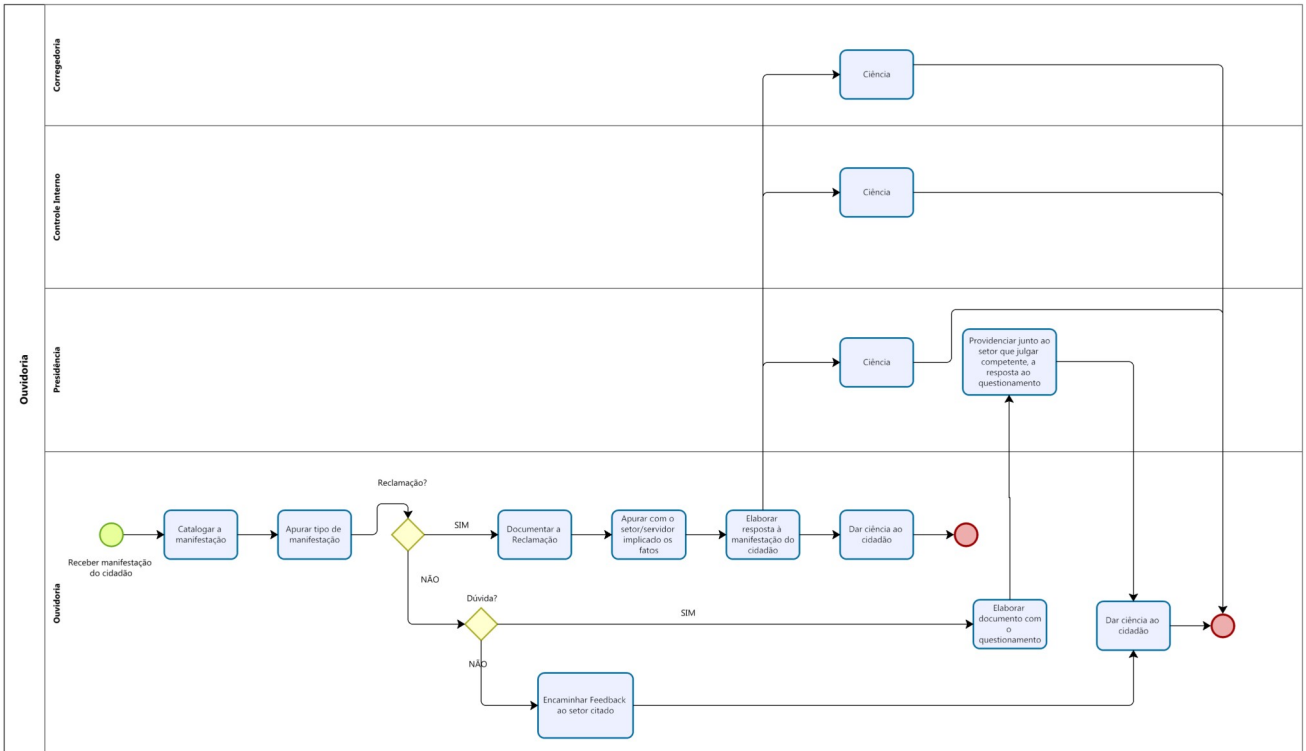 Ouvidoria
Corregedoria
Ciência
Controle Interno
Ciência
Presidência
Ciência
Providenciar junto ao
setor que julgar
competente, a
resposta ao
questionamento
Ouvidoria
Receber manifestação
do cidadão
Catalogar a
manifestação
Apurar tipo de
manifestação
Reclamação?
SIM
Documentar a
Reclamação
Apurar com o
setor/servidor
implicado os
fatos
Elaborar
resposta à
manifestação do
cidadão
Dar ciência ao
cidadão
NÃO
Dúvida?
SIM
Elaborar
documento com
o
questionamento
Dar ciência ao
cidadão
NÃO
Encaminhar Feedback
ao setor citado